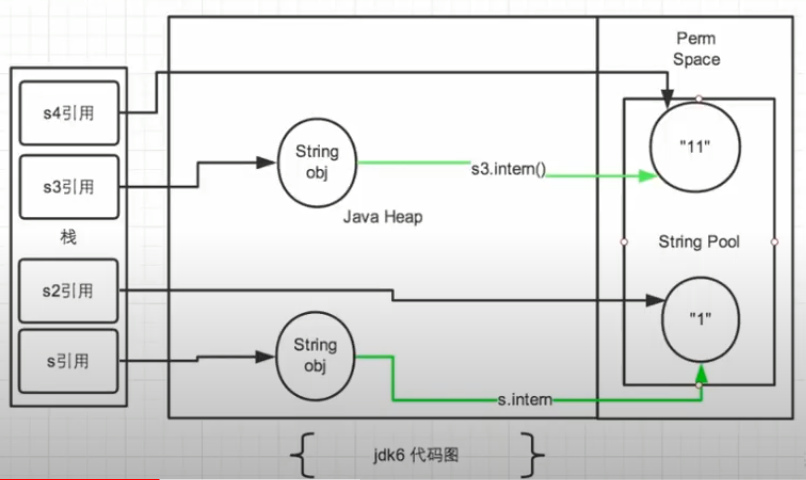 Perm
Space
s4引用
"11"
String
obj
s3.intern()
s3引用
Java Heap
栈
String Pool
s2引用
"1"
String
obj
s引用
s.intern
jdk6 代码图